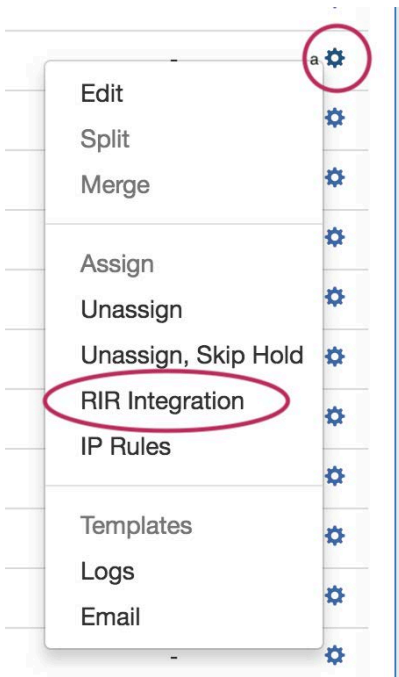 - a
Edit
Split
Merge
Assign
Unassign
Unassign, Skip Hold
RIR Integration
IP Rules
Templates
Logs
Email
-